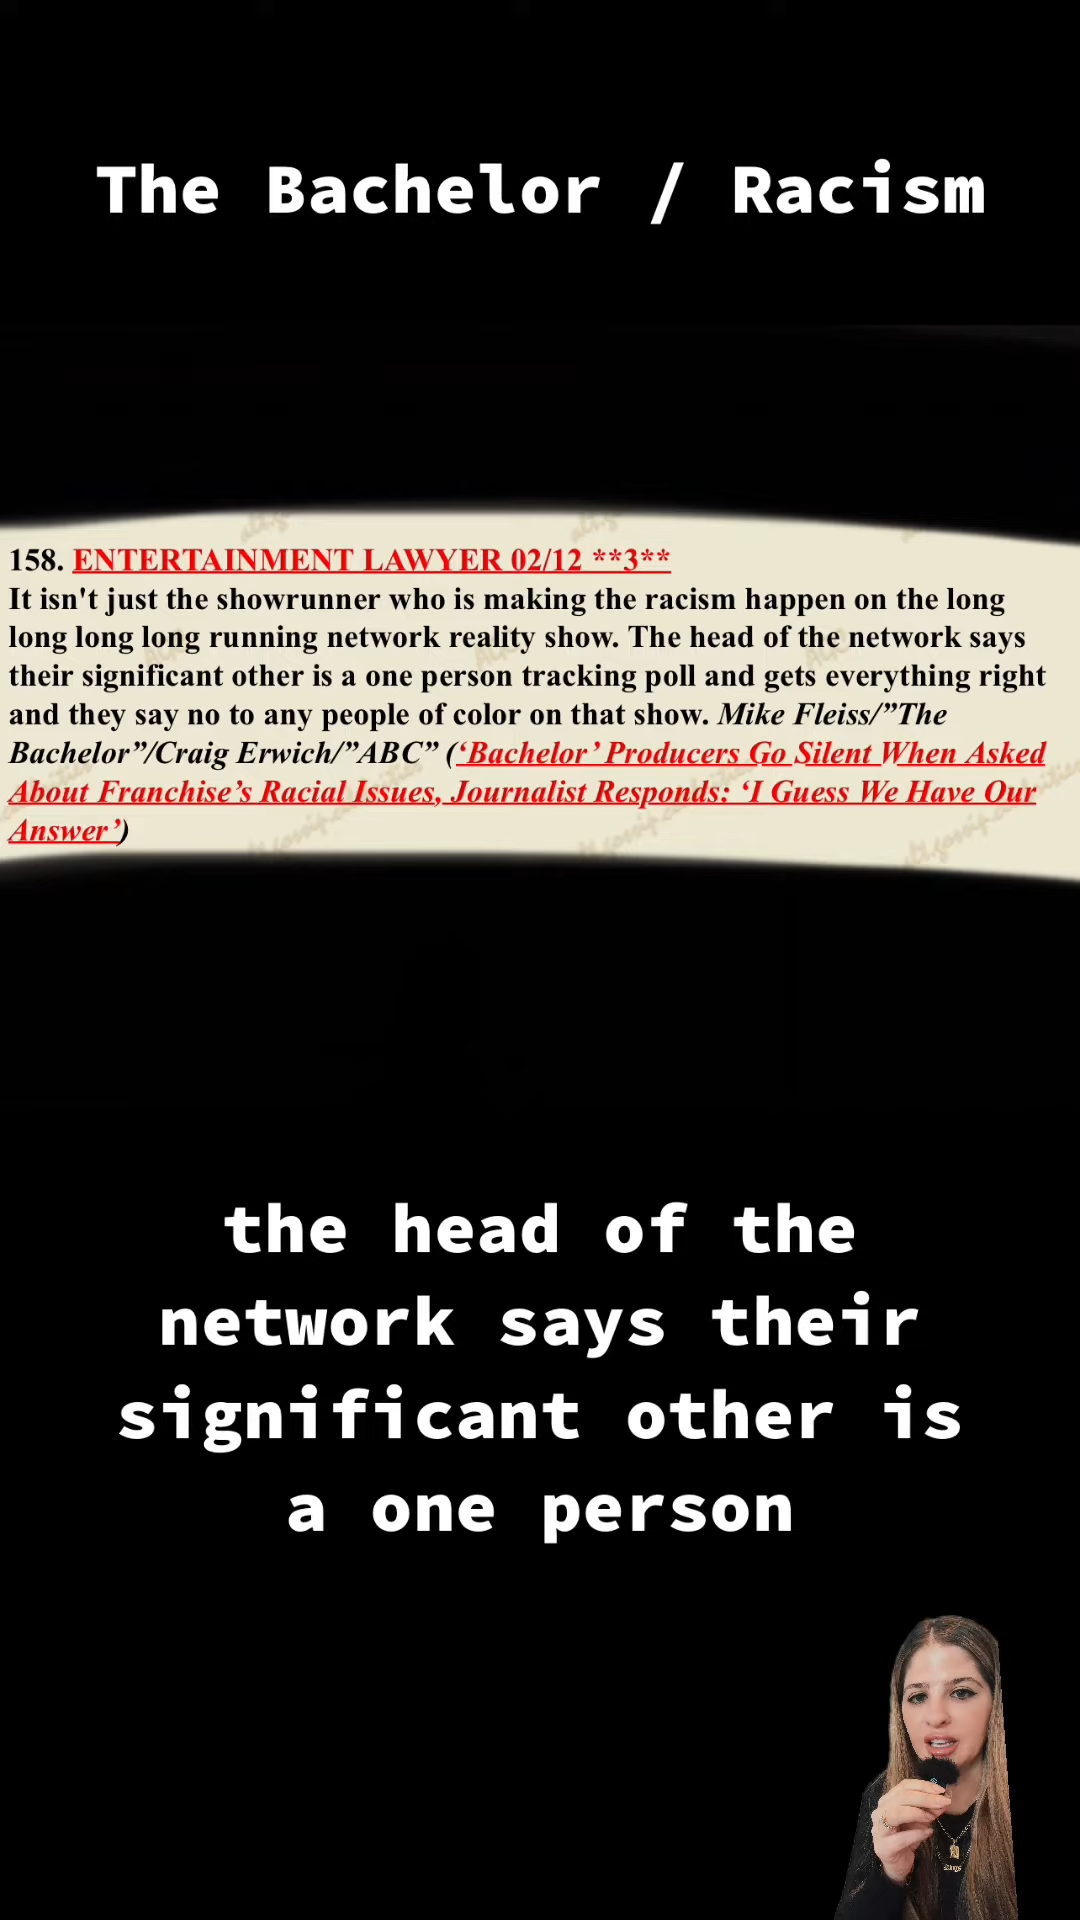 The Bachelor / Racism
158. ENTERTAINMENT LAWYER 02/12 **3**
It isn't just the showrunner who is making the racism happen on the long
long long long running network reality show. The head of the network says
their significant other is a one person tracking poll and gets everything right
and they say no to any people of color on that show. Mike Fleiss/”The
Bachelor”/Craig Erwich/”ABC” (‘Bachelor’ Producers Go Silent When Asked
About Franchise’s Racial Issues, Journalist Responds: ‘I Guess We Have Our
Answer’)
the head of the
network says their
significant other is
a one person